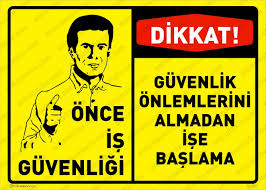 ÖNCE
İŞ
GÜVENLİĞİ
DİKKAT!
GÜVENLİK
ÖNLEMLERİNİ
ALMADAN
İŞE
BAŞLAMA